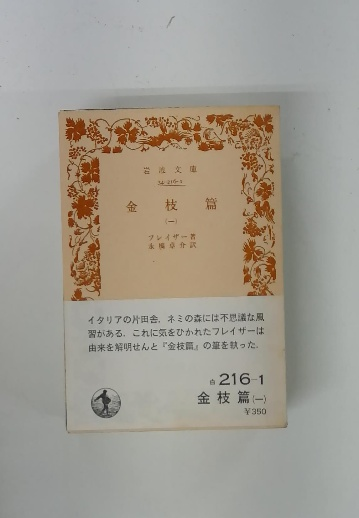 岩波文庫
34-216-1
金枝篇
(一)
フレイザー著
永橋卓介訳
イタリアの片田舎,ネミの森には不思議な風
習がある.これに気をひかれたフレイザーは
由来を解明せんと『金枝篇』の筆を執った.
白 216-1
金枝篇(一)
¥350